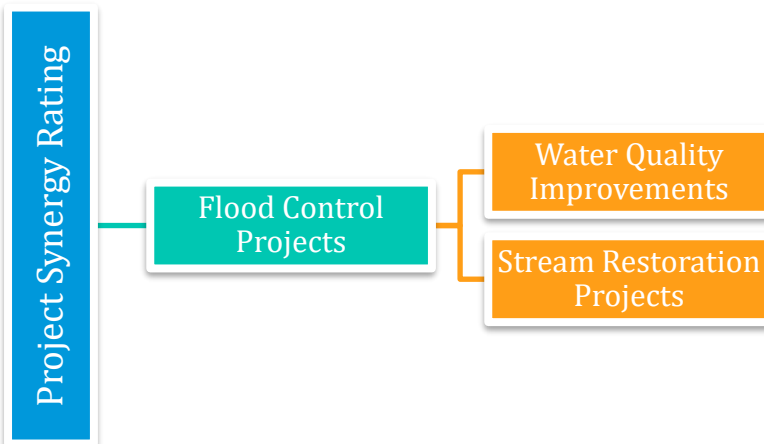 Project Synergy Rating
Flood Control
Projects
Water Quality
Improvements
Stream Restoration
Projects